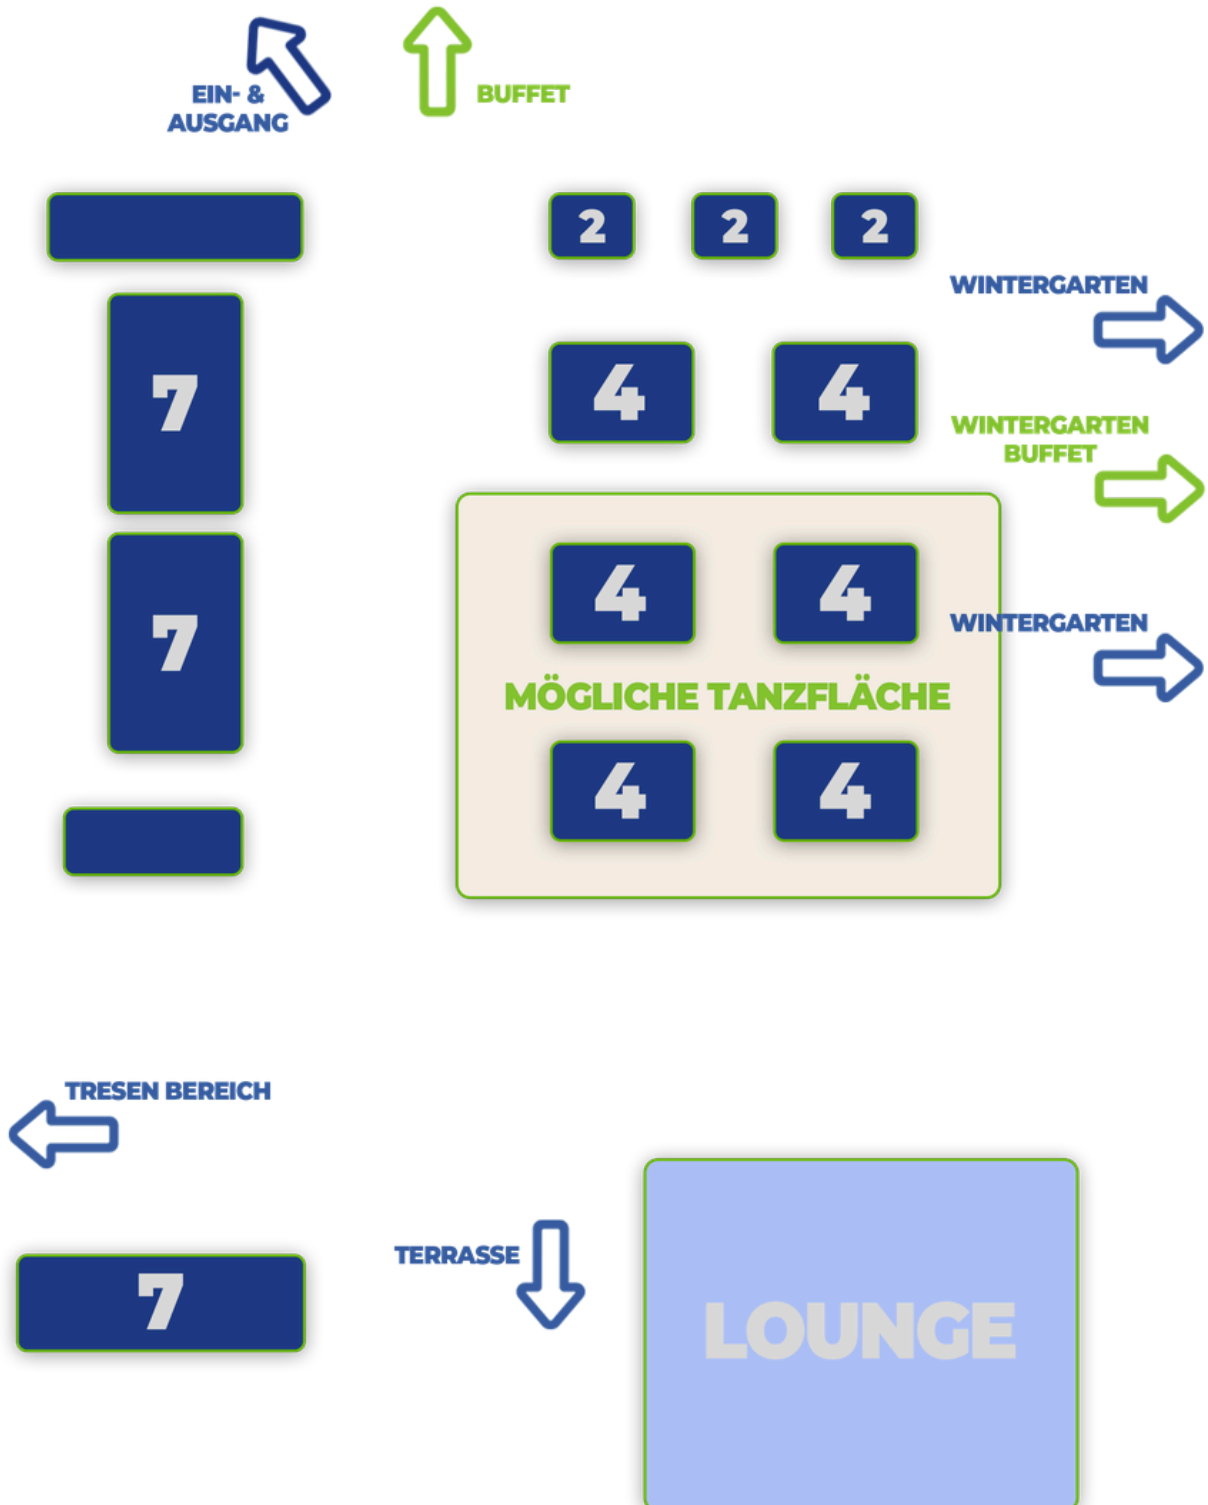 EIN- &
AUSGANG
BUFFET
2 2 2
WINTERGARTEN
7
4 4
WINTERGARTEN
BUFFET
4 4
WINTERGARTEN
7
MÖGLICHE TANZFLÄCHE
4 4
TRESEN BEREICH
TERRASSE
7
LOUNGE